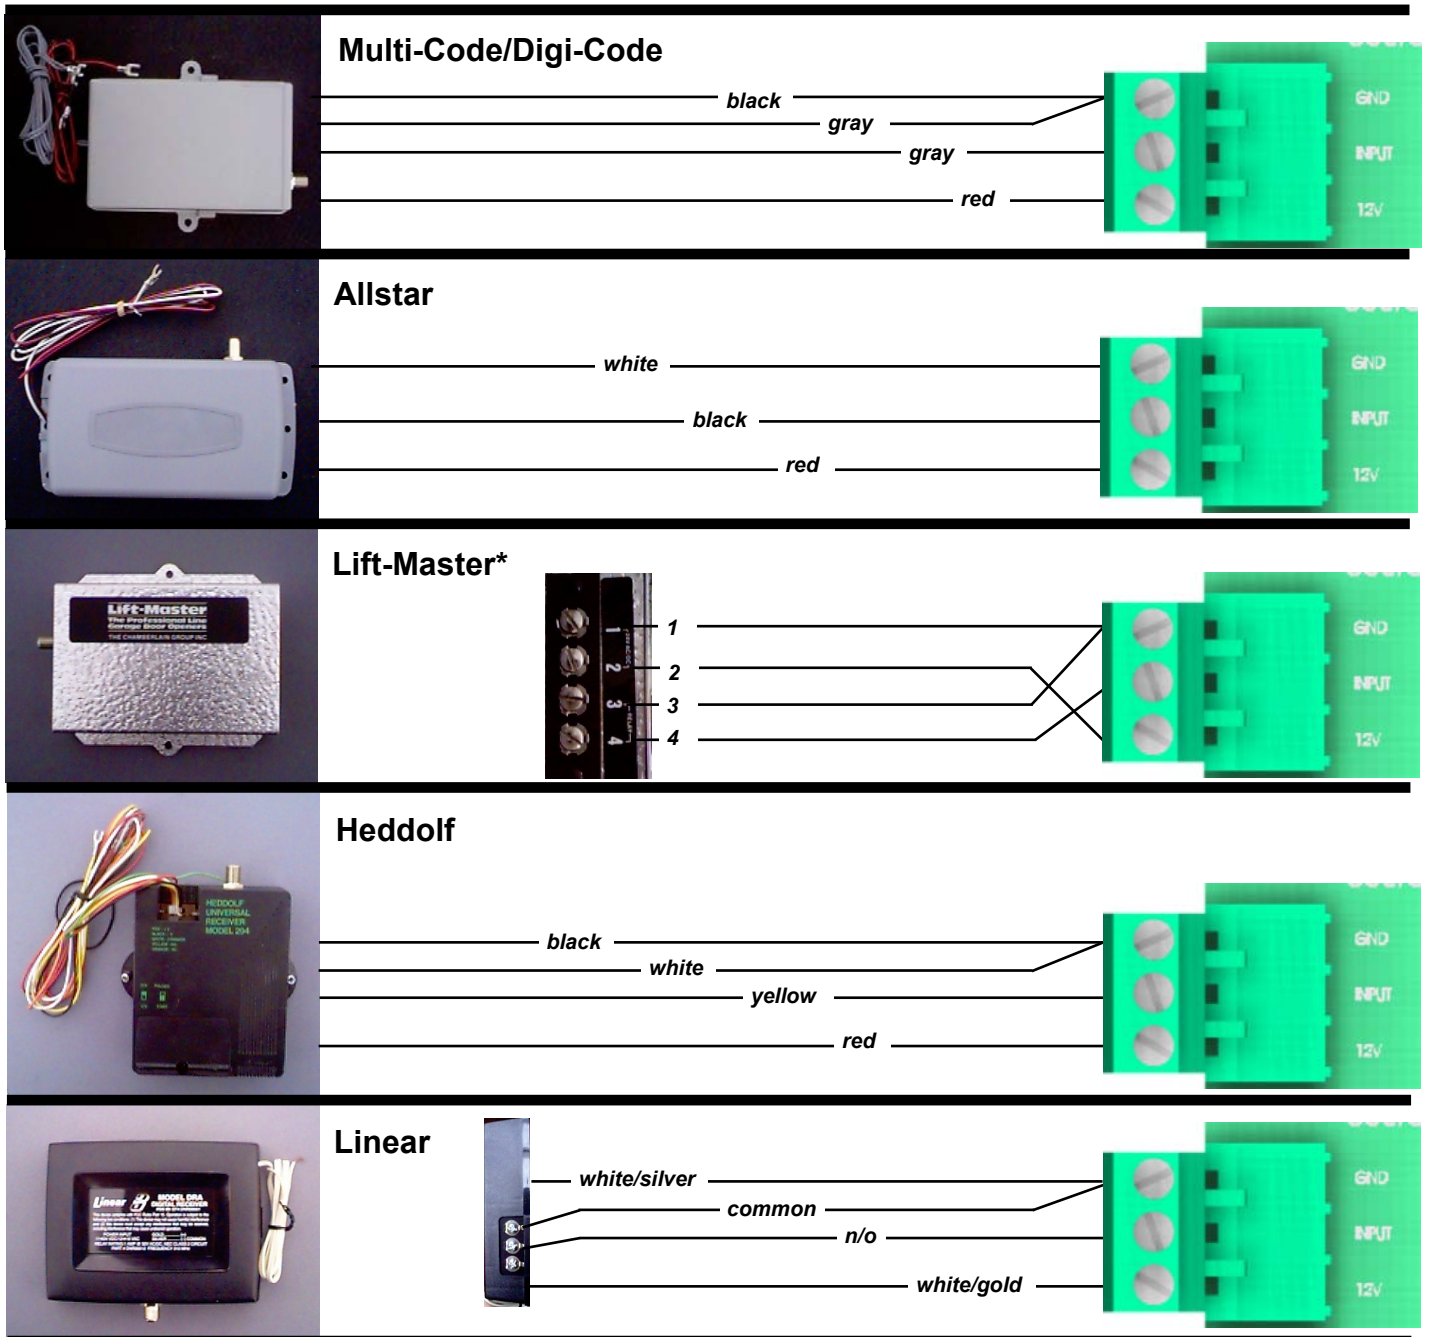 Multi-Code/Digi-Code
black
gray
gray
red
GND
INPUT
12V
Allstar
white
black
red
GND
INPUT
12V
Lift-Master*
Lift-Master
The Professional Line
Garage Door Openers
THE CHAMBERLAIN GROUP INC
1
2
3
4
1
2
3
4
GND
INPUT
12V
Heddolf
HEDDOLF
UNIVERSAL
RECEIVER
MODEL 294
black
white
yellow
red
GND
INPUT
12V
Linear
Linear
MODEL DRA
DIGITAL RECEIVER
white/silver
common
n/o
white/gold
GND
INPUT
12V